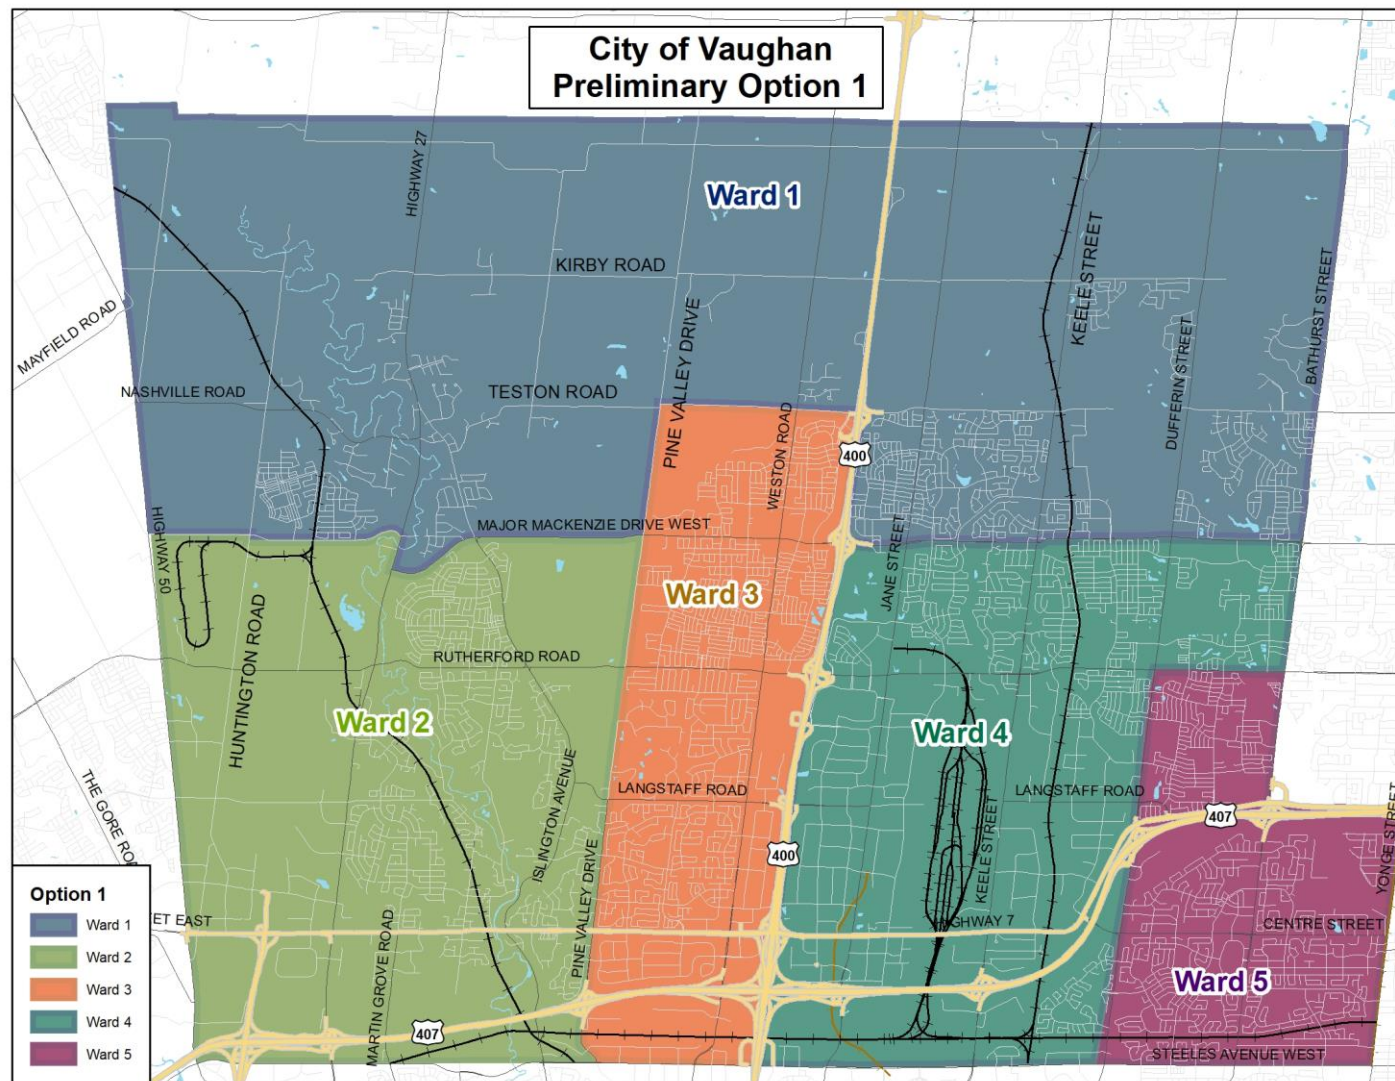 City of Vaughan
Preliminary Option 1
HIGHWAY 27
Ward 1
KEELE STREET
BATHURST STREET
KIRBY ROAD
MAYFIELD ROAD
PINE VALLEY DRIVE
DUFFERIN STREET
NASHVILLE ROAD
TESTON ROAD
WESTON ROAD
400
HIGHWAY 50
MAJOR MACKENZIE DRIVE WEST
JANE STREET
Ward 3
HUNTINGTON ROAD
RUTHERFORD ROAD
Ward 2
Ward 4
THE GORE
ISLINGTON AVENUE
LANGSTAFF ROAD
LANGSTAFF ROAD
407
YONGE STREET
400
KEELE STREET
PINE VALLEY DRIVE
Option 1
Ward 1
Ward 2
Ward 3
Ward 4
Ward 5
EAST
MARTIN GROVE ROAD
HIGHWAY 7
CENTRE STREET
Ward 5
407
STEELES AVENUE WEST